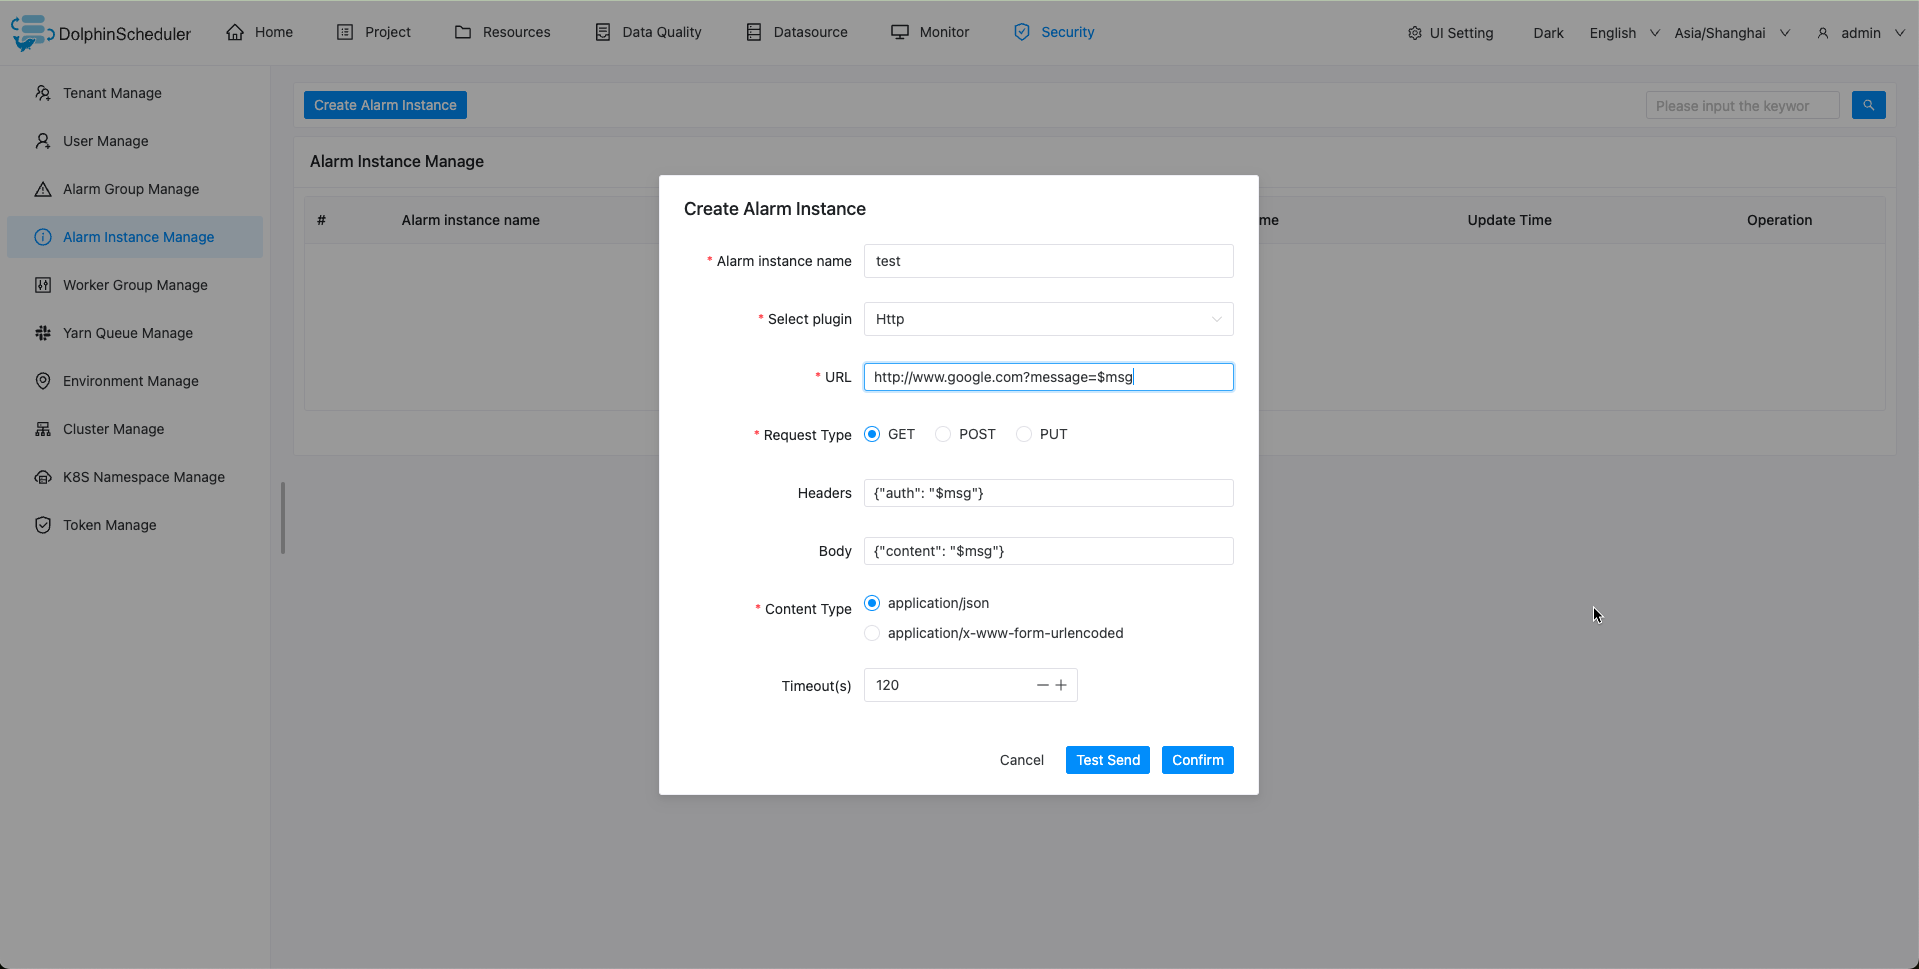 DolphinScheduler
Home
Project
Resources
Data Quality
Datasource
Monitor
Security
UI Setting
Dark
English
Asia/Shanghai
admin
Tenant Manage
User Manage
Alarm Group Manage
Alarm Instance Manage
Worker Group Manage
Yarn Queue Manage
Environment Manage
Cluster Manage
K8S Namespace Manage
Token Manage
Create Alarm Instance
Please input the keywor
Alarm Instance Manage
# Alarm instance name me Update Time Operation
Create Alarm Instance
* Alarm instance name test
* Select plugin Http
* URL http://www.google.com?message=$msg
* Request Type GET POST PUT
Headers {"auth": "$msg"}
Body {"content": "$msg"}
* Content Type application/json
application/x-www-form-urlencoded
Timeout(s) 120
Cancel Test Send Confirm